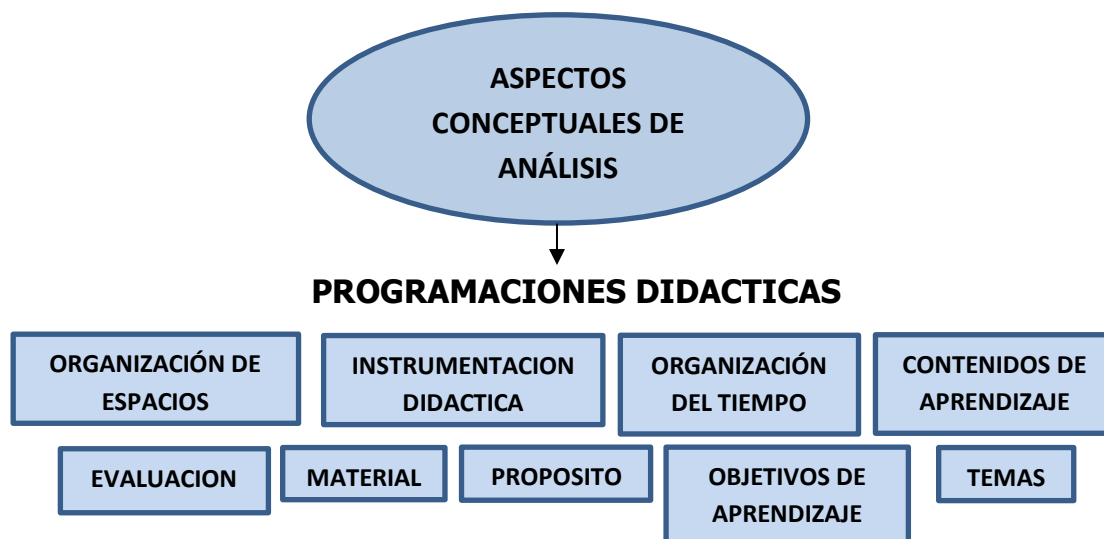 ASPECTOS
CONCEPTUALES DE
ANÁLISIS
PROGRAMACIONES DIDACTICAS
ORGANIZACIÓN DE
ESPACIOS
INSTRUMENTACION
DIDACTICA
ORGANIZACIÓN
DEL TIEMPO
CONTENIDOS DE
APRENDIZAJE
EVALUACION
MATERIAL
PROPOSITO
OBJETIVOS DE
APRENDIZAJE
TEMAS